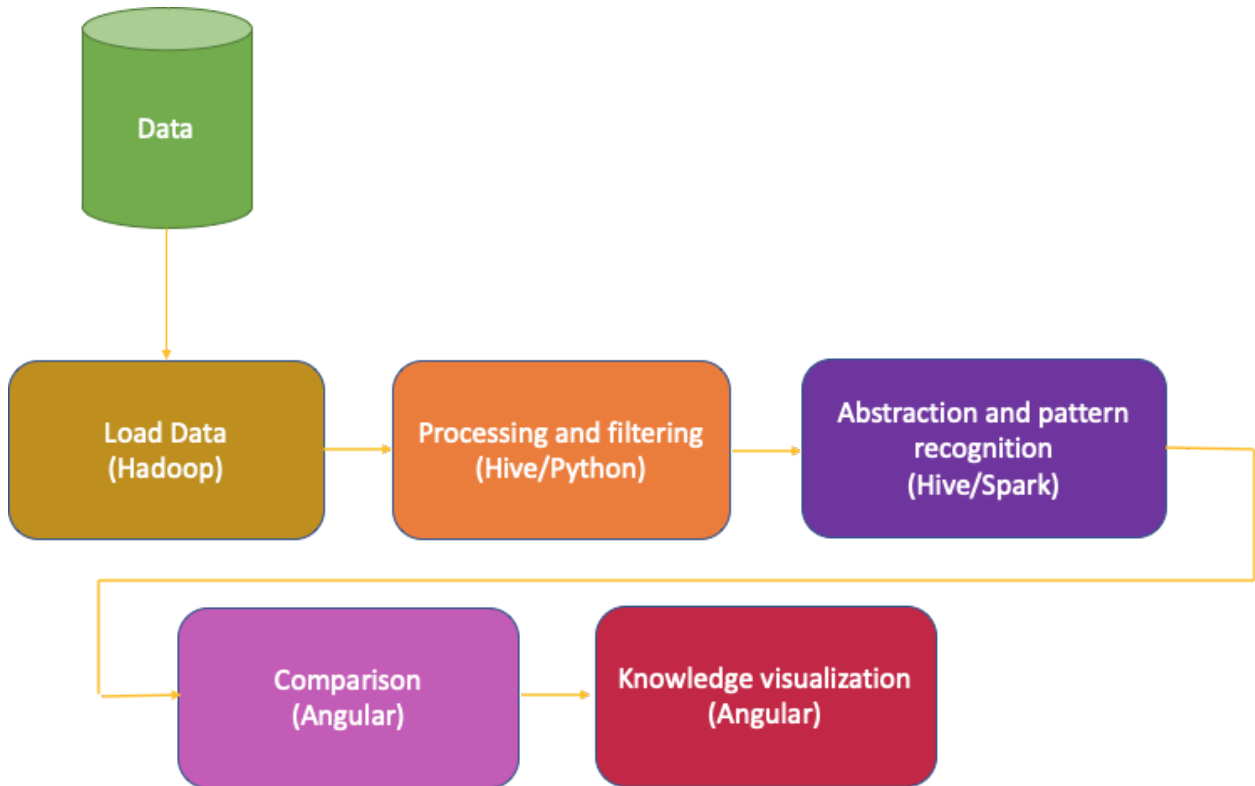 Data
Load Data
(Hadoop)
Processing and filtering
(Hive/Python)
Abstraction and pattern
recognition
(Hive/Spark)
Comparison
(Angular)
Knowledge visualization
(Angular)